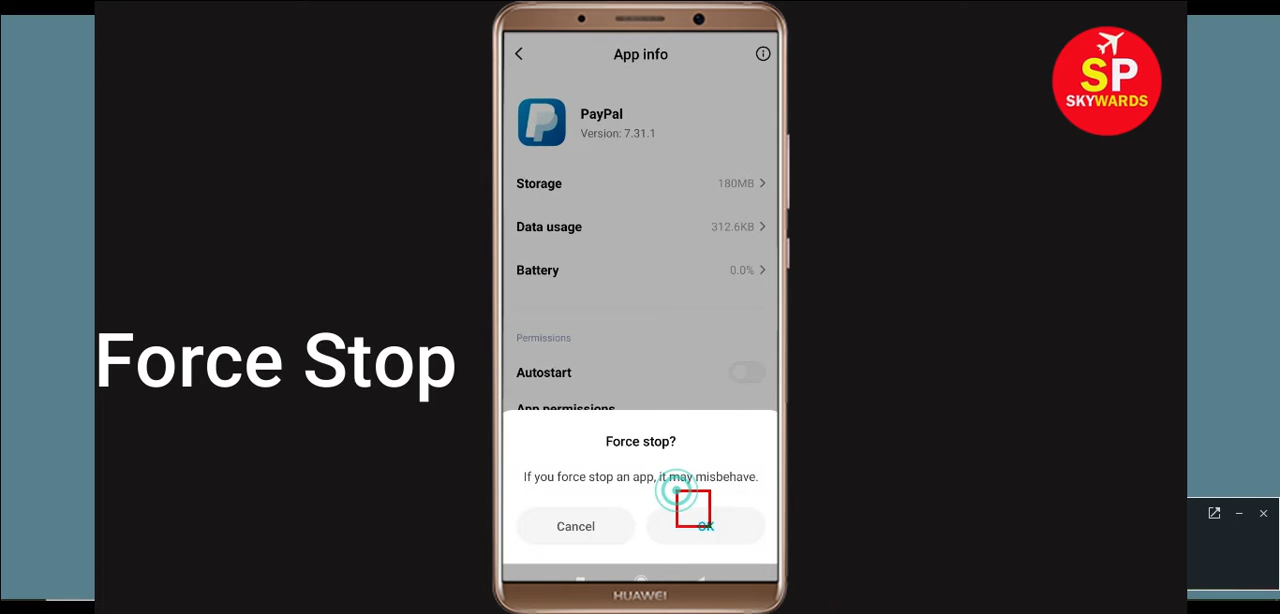 App info
SP
SKYWARDS
PayPal
Version: 7.31.1
Storage
180MB
Data usage
312.6KB
Battery
0.0%
Permissions
Force Stop
Autostart
App permissions
Force stop?
If you force stop an app, it may misbehave.
Cancel
OK
HUAWEI